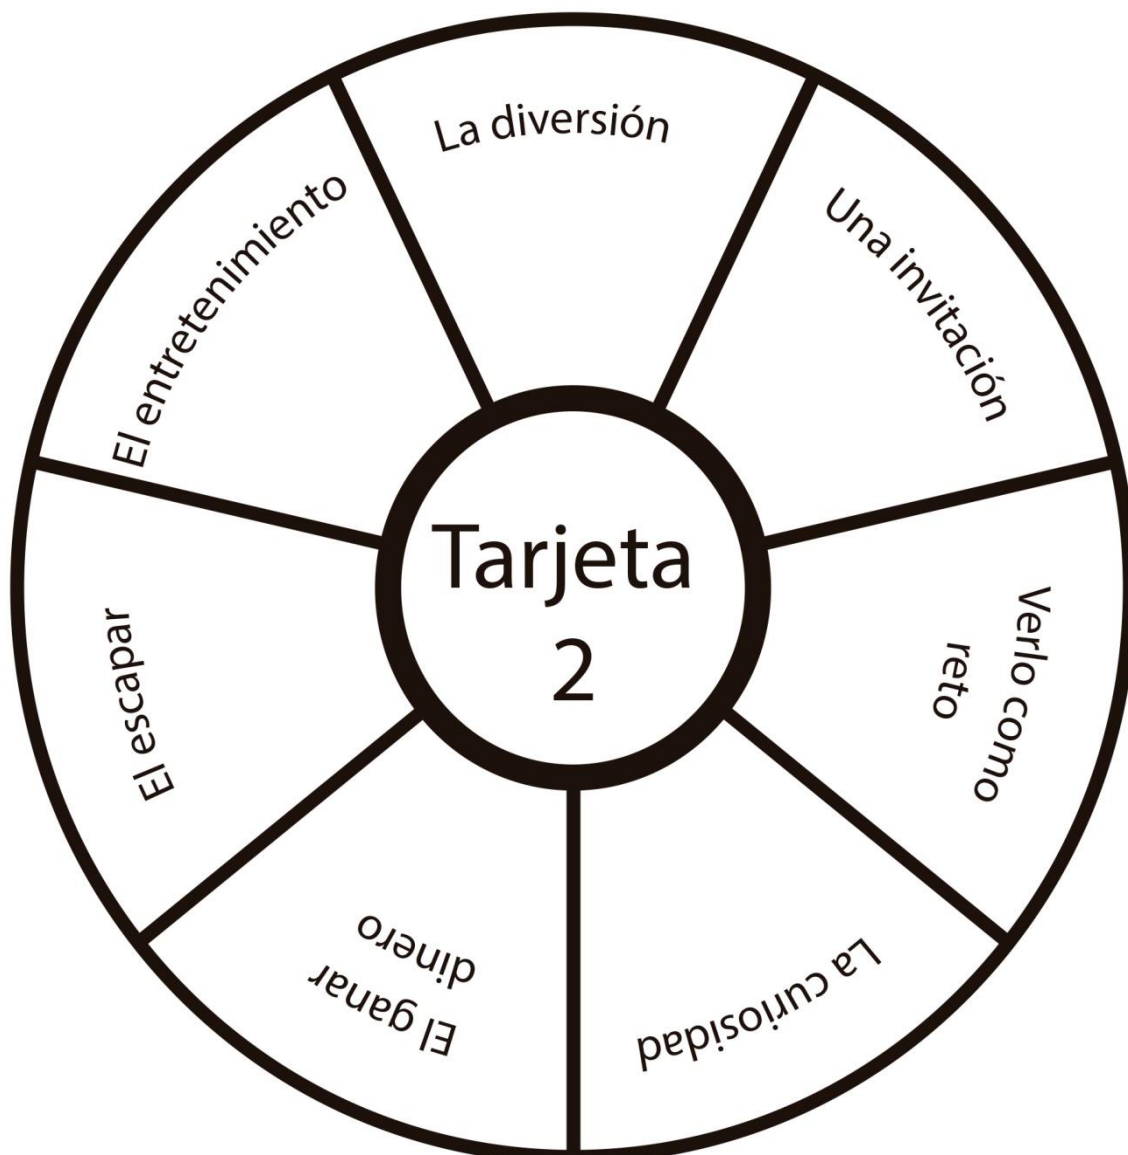 La diversión
Una invitación
Verlo como
reto
La curiosidad
El ganar
dinero
El escapar
El entretenimiento
Tarjeta
2